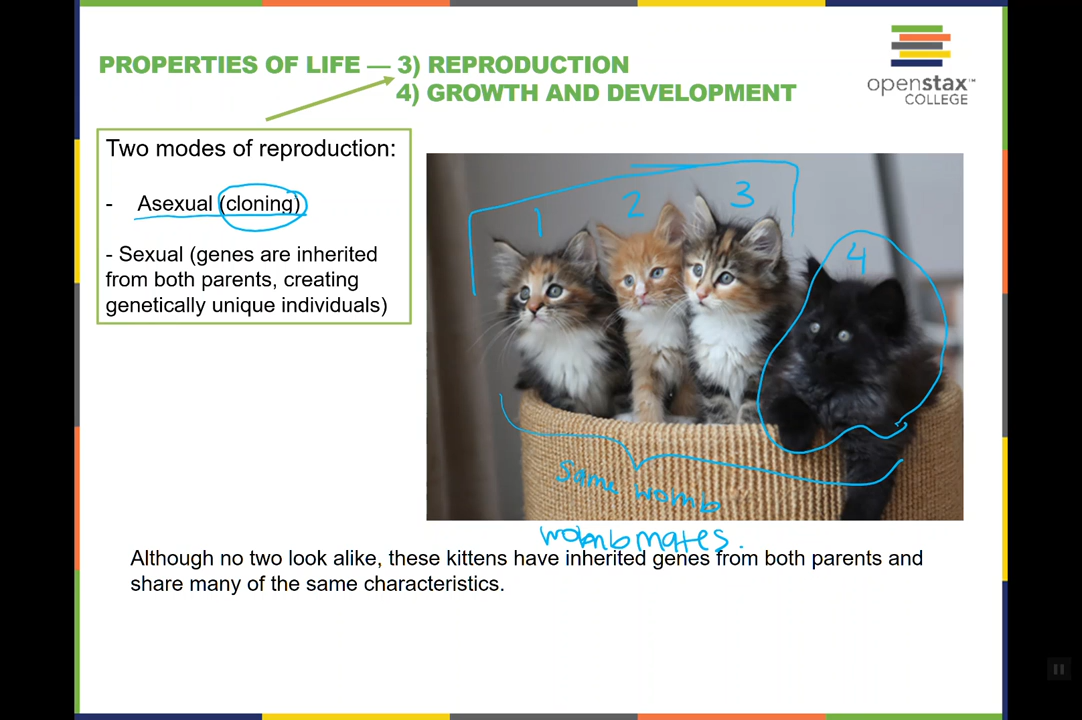 PROPERTIES OF LIFE — 3) REPRODUCTION
4) GROWTH AND DEVELOPMENT
openstax™
COLLEGE
Two modes of reproduction:
- Asexual (cloning)
- Sexual (genes are inherited
from both parents, creating
genetically unique individuals)
1 2 3 4
Same womb
wombmates.
Although no two look alike, these kittens have inherited genes from both parents and
share many of the same characteristics.